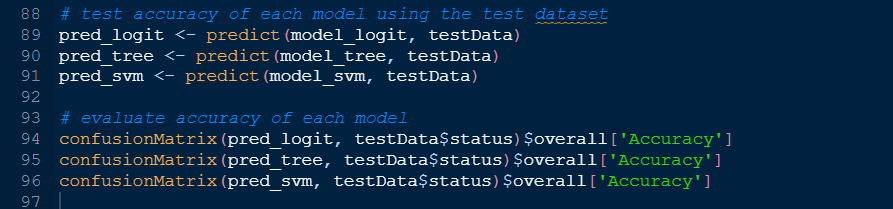 88 # test accuracy of each model using the test dataset
89 pred_logit <- predict(model_logit, testData)
90 pred_tree <- predict(model_tree, testData)
91 pred_svm <- predict(model_svm, testData)
92
93 # evaluate accuracy of each model
94 confusionMatrix(pred_logit, testData$status)$overall['Accuracy']
95 confusionMatrix(pred_tree, testData$status)$overall['Accuracy']
96 confusionMatrix(pred_svm, testData$status)$overall['Accuracy']
97